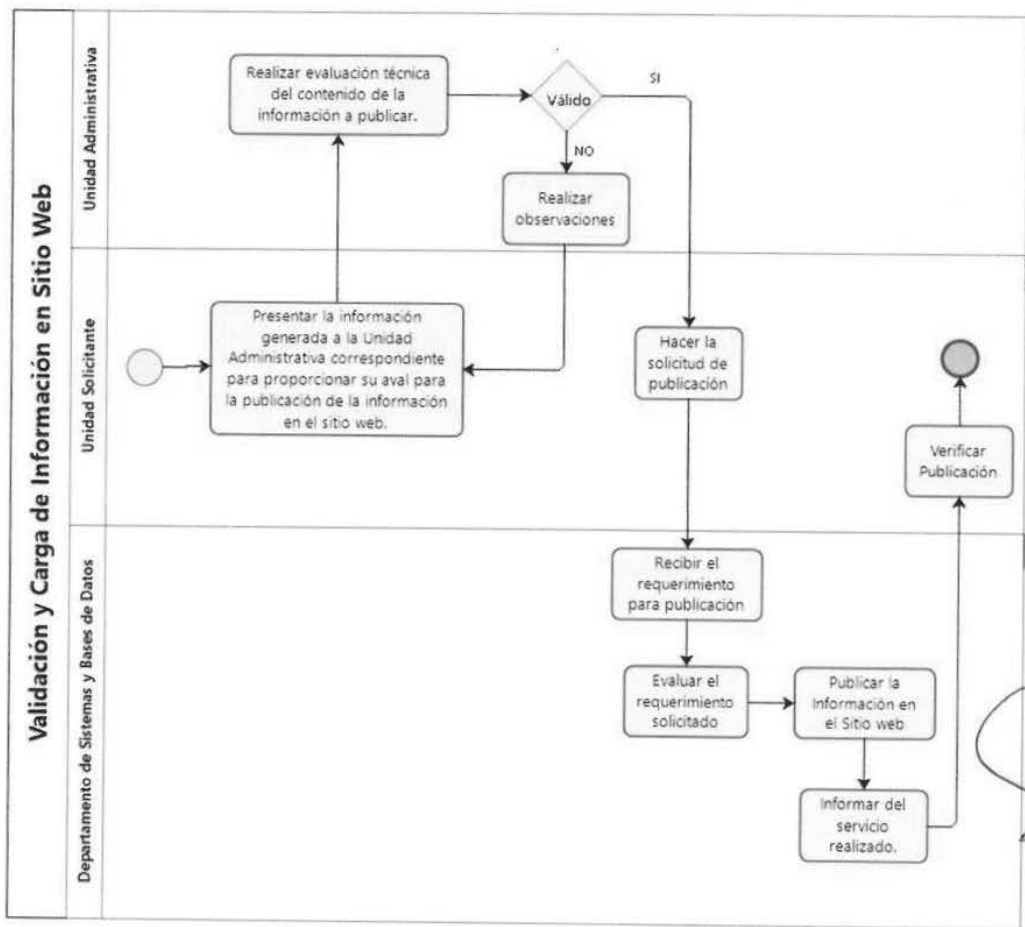 Validación y Carga de Información en Sitio Web
Unidad Administrativa
Realizar evaluación técnica
del contenido de la
información a publicar.
Válido
SI
NO
Realizar
observaciones
Unidad Solicitante
Presentar la información
generada a la Unidad
Administrativa correspondiente
para proporcionar su aval para
la publicación de la información
en el sitio web.
Hacer la
solicitud de
publicación
Verificar
Publicación
Departamento de Sistemas y Bases de Datos
Recibir el
requerimiento
para publicación
Evaluar el
requerimiento
solicitado
Publicar la
Información en
el Sitio web
Informar del
servicio
realizado.